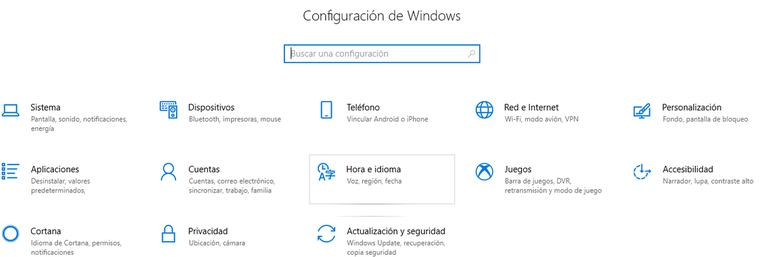 Configuración de Windows
Buscar una configuración
Sistema
Pantalla, sonido, notificaciones,
energía
Dispositivos
Bluetooth, impresoras, mouse
Teléfono
Vincular Android o iPhone
Red e Internet
Wi-Fi, modo avión, VPN
Personalización
Fondo, pantalla de bloqueo
Aplicaciones
Desinstalar, valores
predeterminados,
Cuentas
Cuentas, correo electrónico,
sincronizar, trabajo, familia
Hora e idioma
Voz, región, fecha
Juegos
Barra de juegos, DVR,
retransmisión y modo de juego
Accesibilidad
Narrador, lupa, contraste alto
Cortana
Idioma de Cortana, permisos,
notificaciones
Privacidad
Ubicación, cámara
Actualización y seguridad
Windows Update, recuperación,
copia seguridad